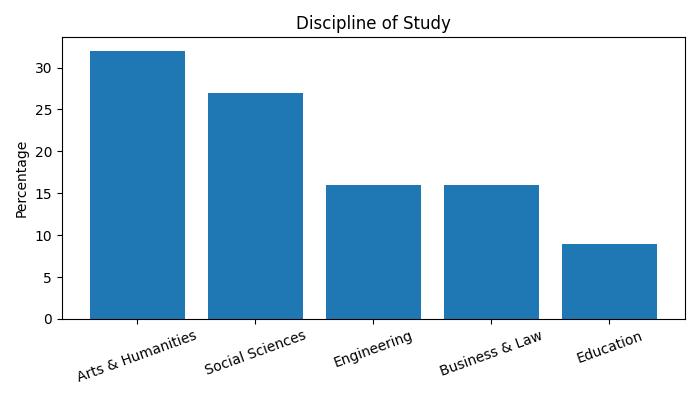 Discipline of Study
Percentage
30
25
20
15
10
5
0
Arts & Humanities
Social Sciences
Engineering
Business & Law
Education